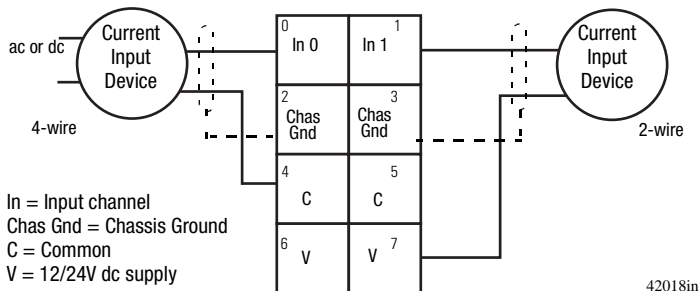 ac or dc
Current
Input
Device
4-wire
0
In 0
1
In 1
2
Chas
Gnd
3
Chas
Gnd
4
C
5
C
6
V
7
V
Current
Input
Device
2-wire
In = Input channel
Chas Gnd = Chassis Ground
C = Common
V = 12/24V dc supply
42018in